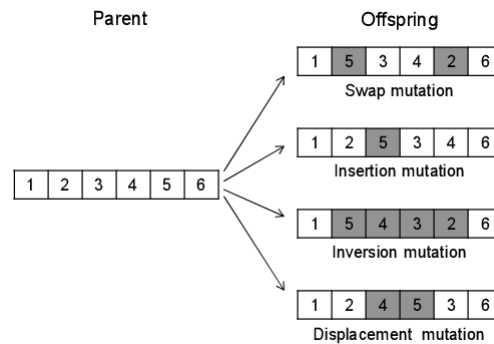 Parent
Offspring
1 5 3 4 2 6
Swap mutation
1 2 5 3 4 6
Insertion mutation
1 2 3 4 5 6
1 5 4 3 2 6
Inversion mutation
1 2 4 5 3 6
Displacement mutation